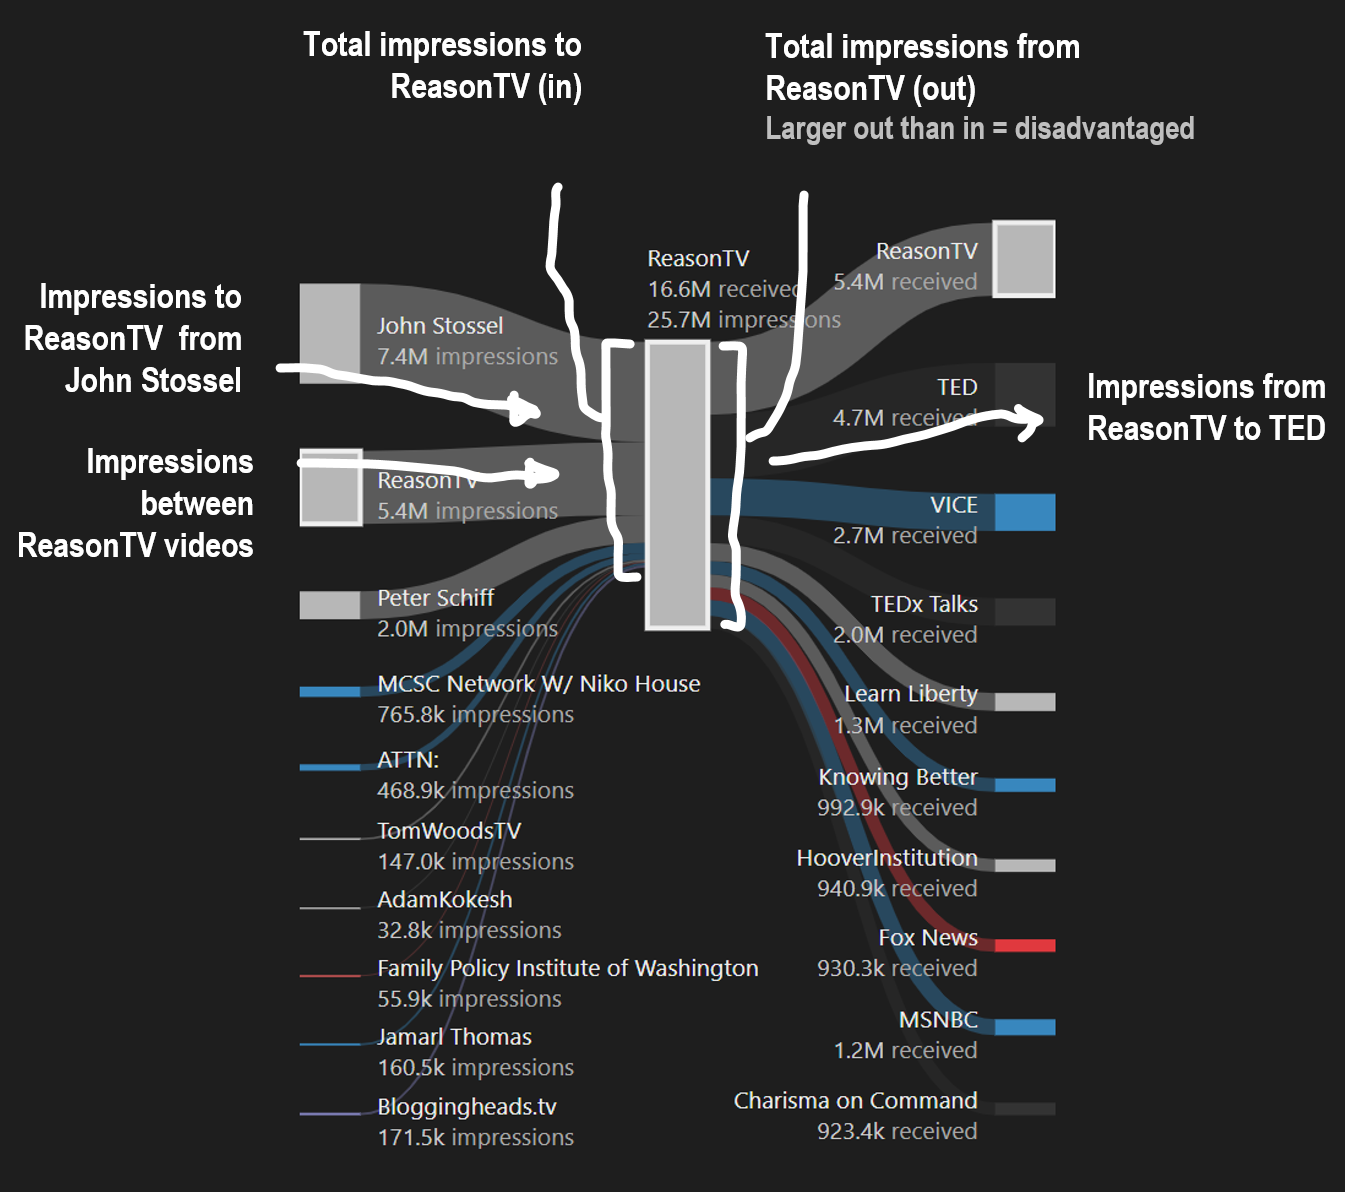 Total impressions to
ReasonTV (in)
Total impressions from
ReasonTV (out)
Larger out than in = disadvantaged
Impressions to
ReasonTV from
John Stossel
Impressions
between
ReasonTV videos
John Stossel
7.4M impressions
ReasonTV
5.4M impressions
Peter Schiff
2.0M impressions
MCSC Network W/ Niko House
765.8k impressions
ATTN:
468.9k impressions
TomWoodsTV
147.0k impressions
AdamKokesh
32.8k impressions
Family Policy Institute of Washington
55.9k impressions
Jamarl Thomas
160.5k impressions
Bloggingheads.tv
171.5k impressions
ReasonTV
16.6M received
25.7M impressions
ReasonTV
5.4M received
TED
4.7M received
VICE
2.7M received
TEDx Talks
2.0M received
Learn Liberty
1.3M received
Knowing Better
992.9k received
HooverInstitution
940.9k received
Fox News
930.3k received
MSNBC
1.2M received
Charisma on Command
923.4k received
Impressions from
ReasonTV to TED